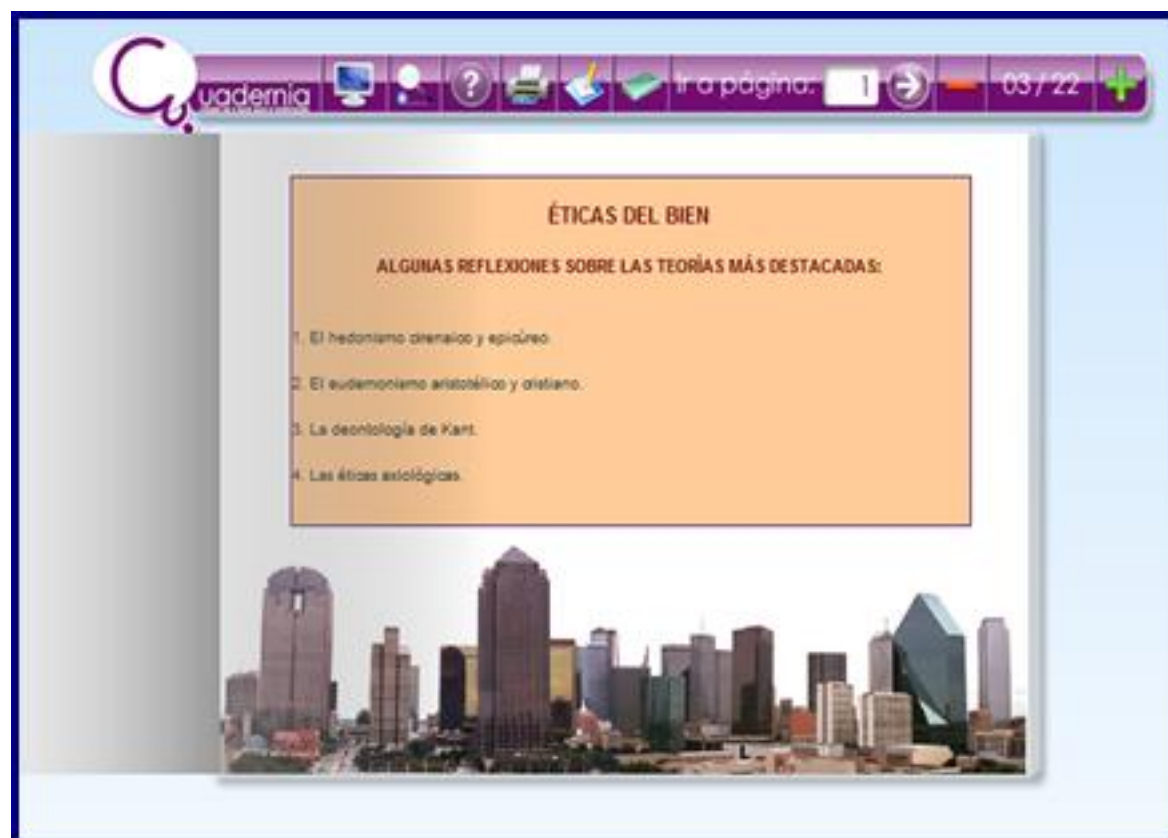 Cuadernia
Ir a página: 1 03 / 22
ÉTICAS DEL BIEN
ALGUNAS REFLEXIONES SOBRE LAS TEORÍAS MÁS DESTACADAS:
1. El hedonismo cirenaico y epicúreo.
2. El eudemonismo aristotélico y cristiano.
3. La deontología de Kant.
4. Las éticas axiológicas.